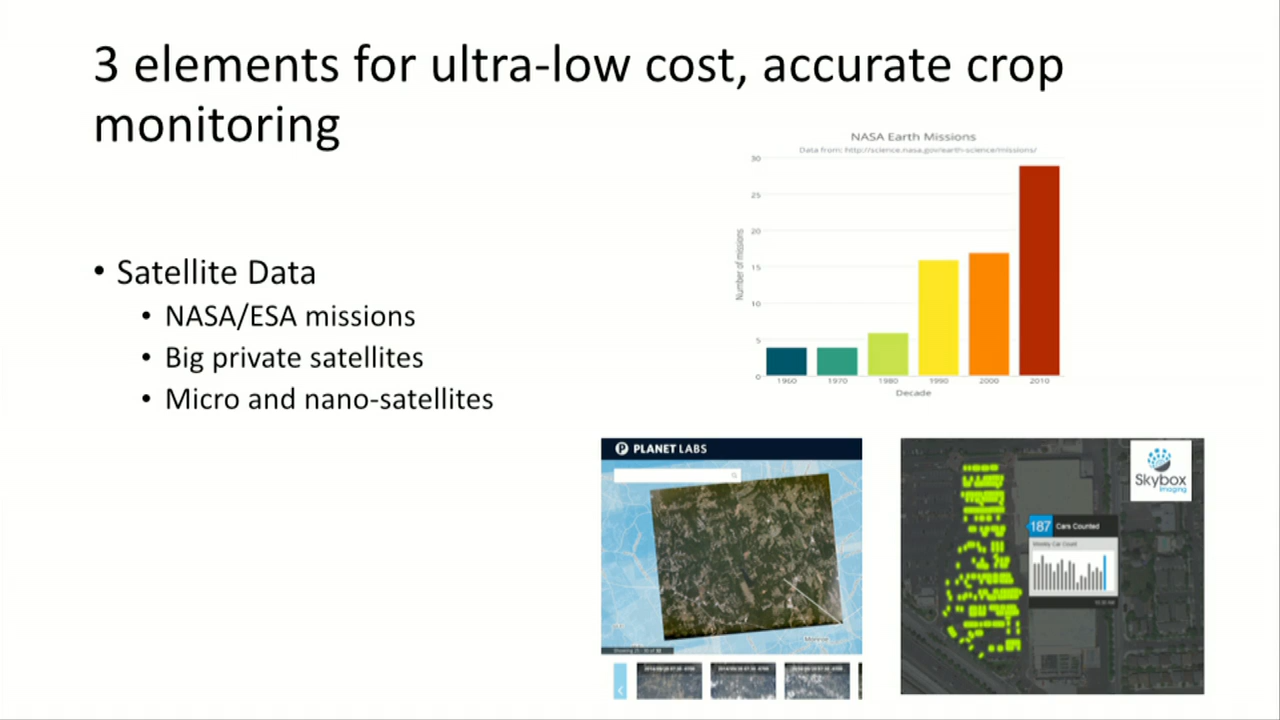 3 elements for ultra-low cost, accurate crop
monitoring
• Satellite Data
• NASA/ESA missions
• Big private satellites
• Micro and nano-satellites
NASA Earth Missions
Data from: http://science.nasa.gov/earth-science/missions/
Number of missions
30
25
20
15
10
5
0
1960 1970 1980 1990 2000 2010
Decade
PLANET LABS
Monroe
Skybox
Imaging
187 Cars Counted